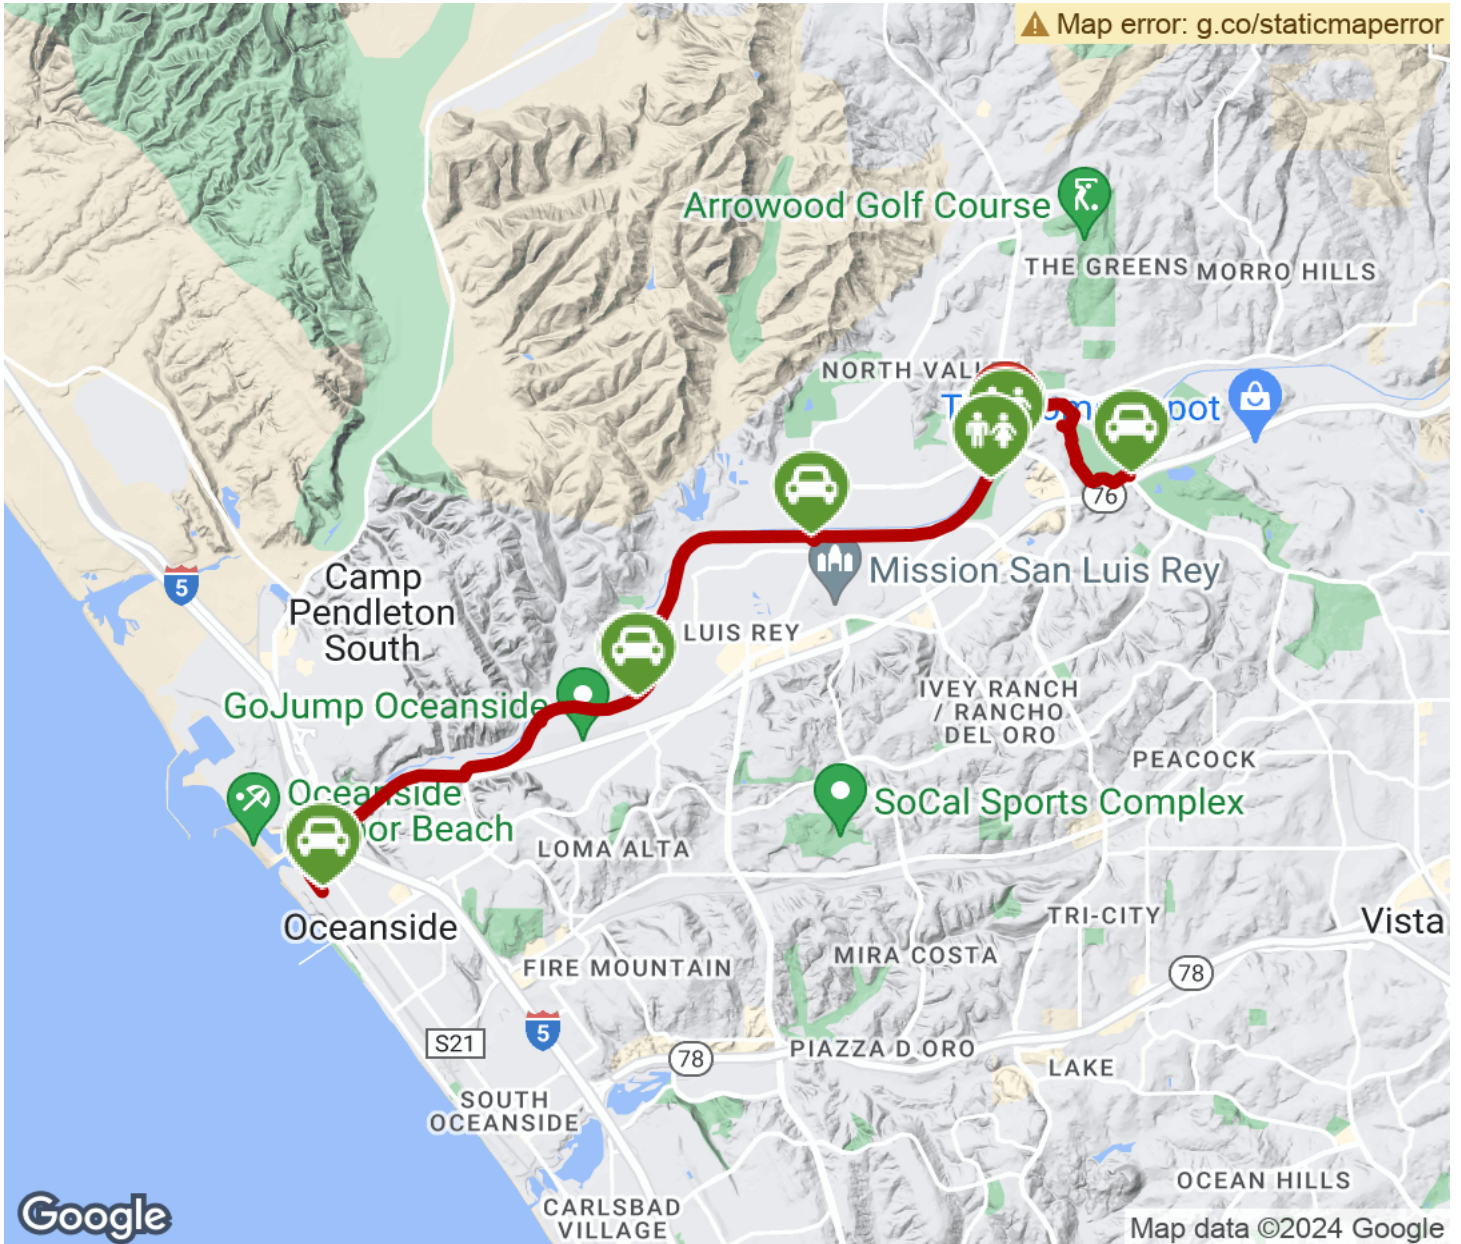 Map error: g.co/staticmaperror
Arrowood Golf Course
THE GREENS
MORRO HILLS
NORTH VAL
T
om
pot
76
5
Camp
Pendleton
South
Mission San Luis Rey
LUIS REY
GoJump Oceanside
IVEY RANCH
/ RANCHO
DEL ORO
PEACOCK
Oceanside
or Beach
SoCal Sports Complex
LOMA ALTA
Oceanside
TRI-CITY
Vista
FIRE MOUNTAIN
MIRA COSTA
78
5
S21
78
PIAZZA D ORO
LAKE
SOUTH
OCEANSIDE
OCEAN HILLS
CARLSBAD
VILLAGE
Google
Map data ©2024 Google